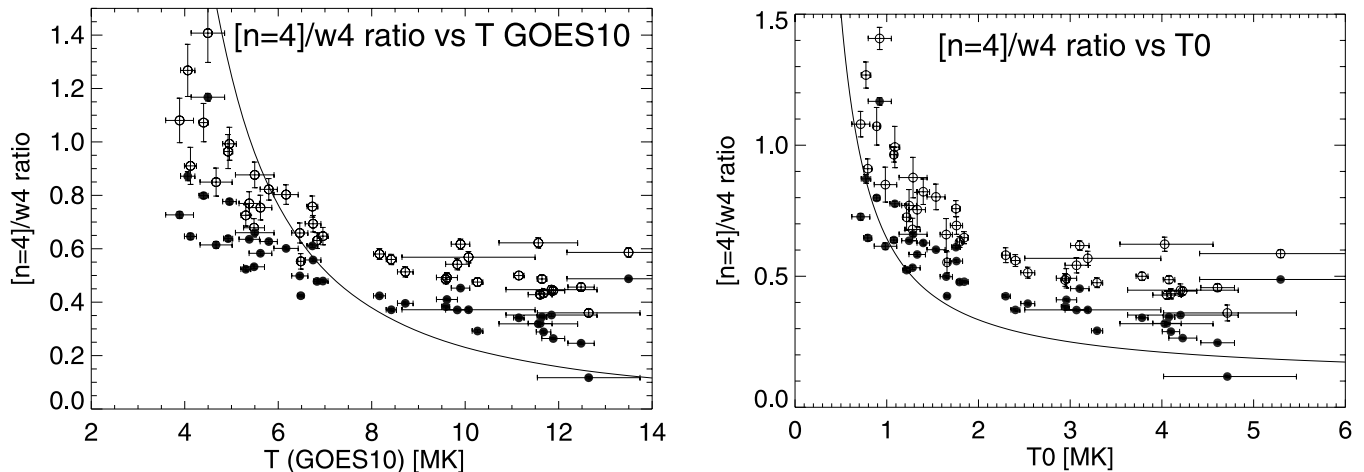 [n=4]/w4 ratio vs T GOES10
[n=4]/w4 ratio
1.4
1.2
1.0
0.8
0.6
0.4
0.2
0.0
2 4 6 8 10 12 14
T (GOES10) [MK]
[n=4]/w4 ratio vs T0
[n=4]/w4 ratio
1.5
1.0
0.5
0.0
0 1 2 3 4 5 6
T0 [MK]